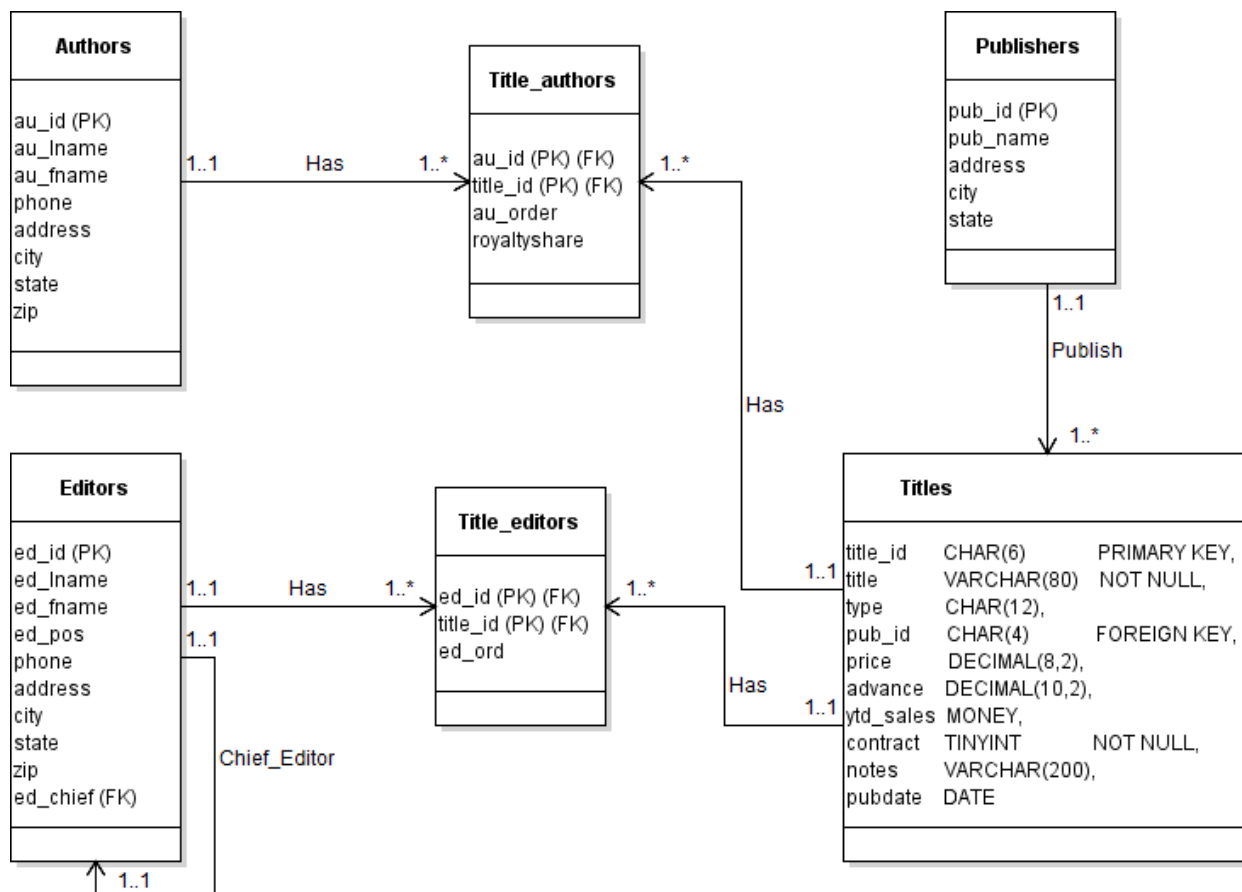 Authors
au_id (PK)
au_lname
au_fname
phone
address
city
state
zip
1..1
Has
1..*
Title_authors
au_id (PK) (FK)
title_id (PK) (FK)
au_order
royaltyshare
1..*
Has
1..1
Publishers
pub_id (PK)
pub_name
address
city
state
1..1
Publish
1..*
Editors
ed_id (PK)
ed_lname
ed_fname
ed_pos
phone
address
city
state
zip
ed_chief (FK)
1..1
Has
1..*
1..1
Chief_Editor
1..1
Title_editors
ed_id (PK) (FK)
title_id (PK) (FK)
ed_ord
1..*
Has
1..1
Titles
title_id CHAR(6) PRIMARY KEY,
title VARCHAR(80) NOT NULL,
type CHAR(12),
pub_id CHAR(4) FOREIGN KEY,
price DECIMAL(8,2),
advance DECIMAL(10,2),
ytd_sales MONEY,
contract TINYINT NOT NULL,
notes VARCHAR(200),
pubdate DATE